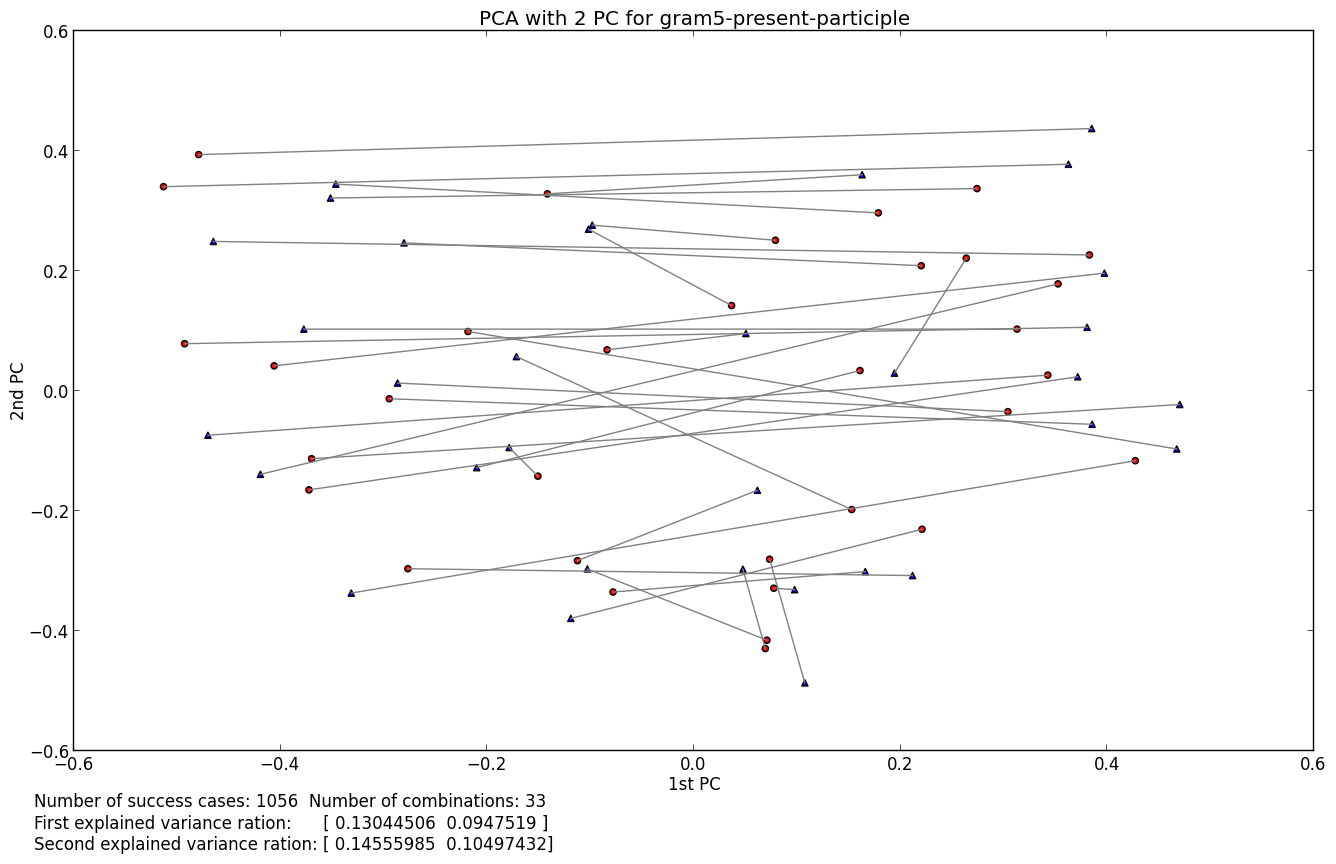 PCA with 2 PC for gram5-present-participle
0.6
0.4
0.2
0.0
−0.2
−0.4
−0.6
2nd PC
−0.6 −0.4 −0.2 0.0 0.2 0.4 0.6
1st PC
Number of success cases: 1056 Number of combinations: 33
First explained variance ration: [ 0.13044506 0.0947519 ]
Second explained variance ration: [ 0.14555985 0.10497432]